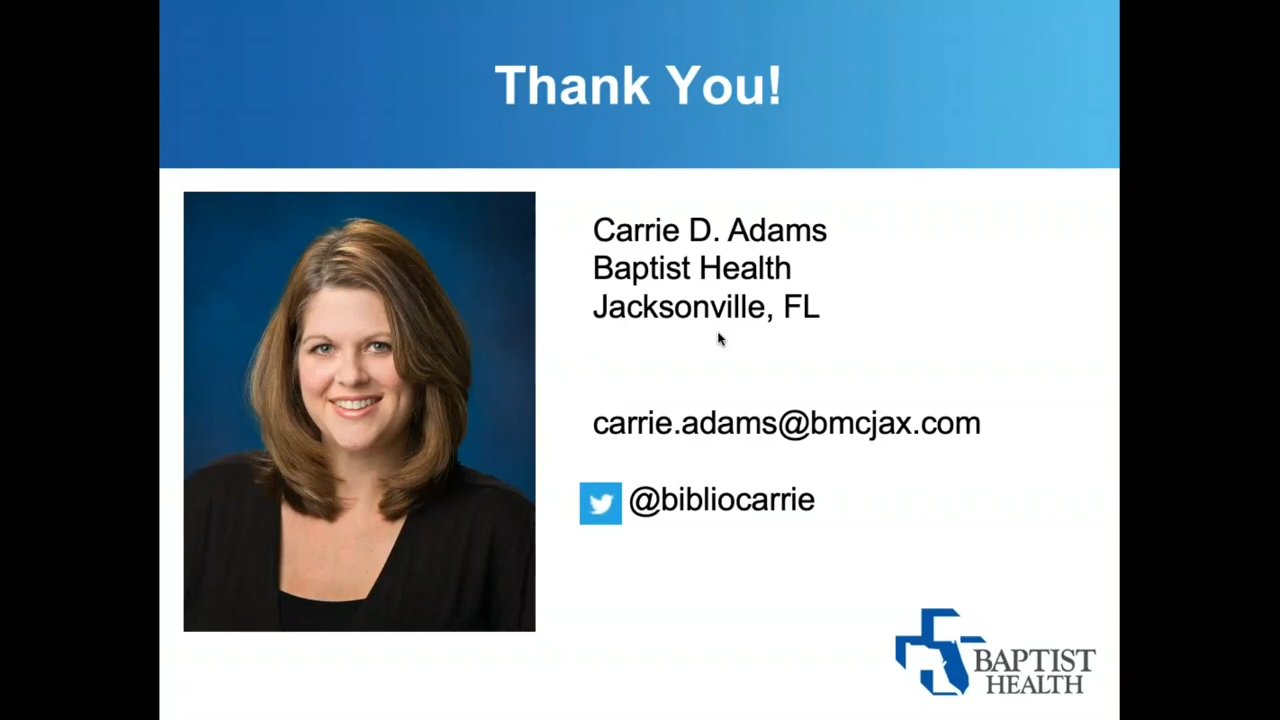 Thank You!
Carrie D. Adams
Baptist Health
Jacksonville, FL
carrie.adams@bmcjax.com
@bibliocarrie
BAPTIST
HEALTH